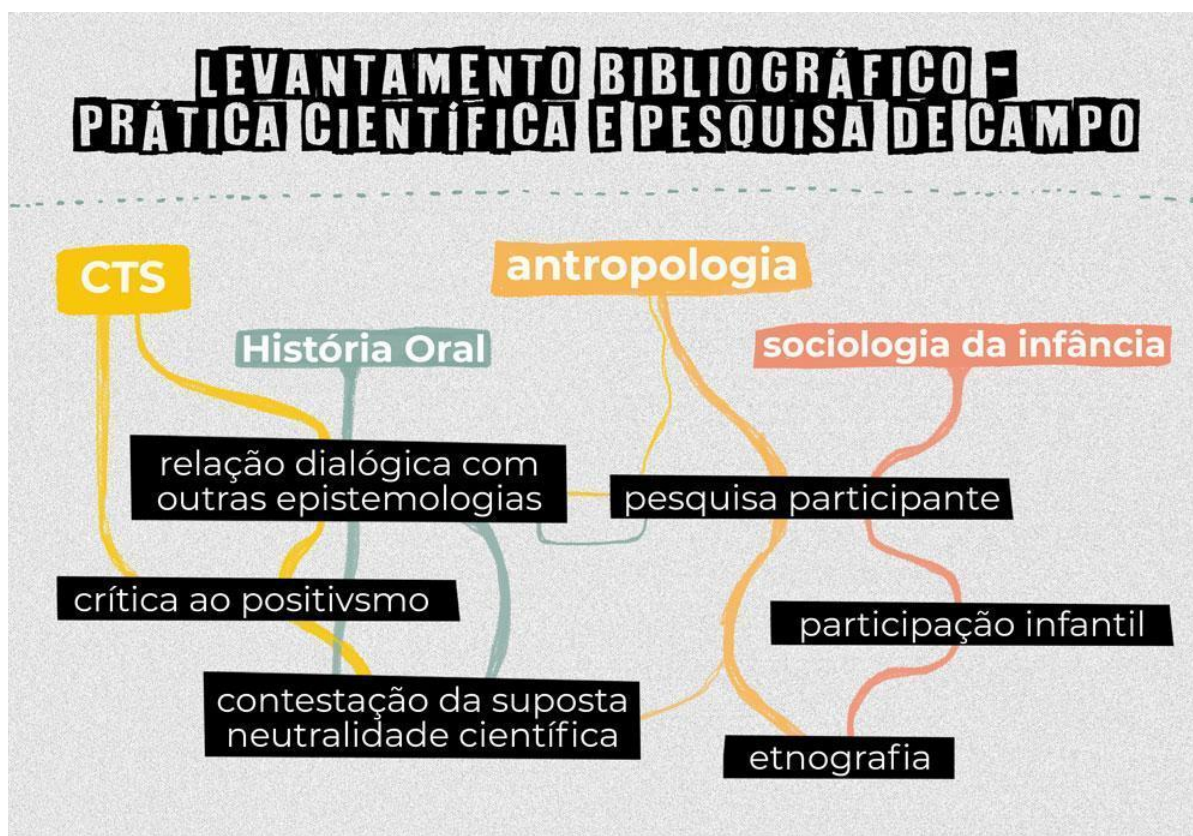 LEVANTAMENTO BIBLIOGRÁFICO -
PRÁTICA CIENTÍFICA E PESQUISA DE CAMPO
CTS
antropologia
História Oral
sociologia da infância
relação dialógica com
outras epistemologias
pesquisa participante
crítica ao positivsmo
participação infantil
contestação da suposta
neutralidade científica
etnografia